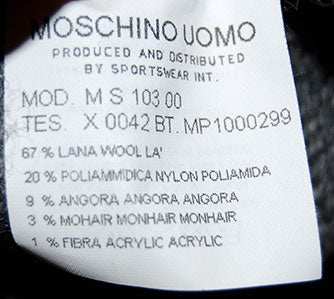 MOSCHINO UOMO
PRODUCED AND DISTRIBUTED
BY SPORTSWEAR INT.
MOD. M S 103 00
TES. X 0042 BT. MP1000299
67 % LANA WOOL LA'
20 % POLIAMMIDICA NYLON POLIAMIDA
9 % ANGORA ANGORA ANGORA
3 % MOHAIR MONHAIR MONHAIR
1 % FIBRA ACRYLIC ACRYLIC